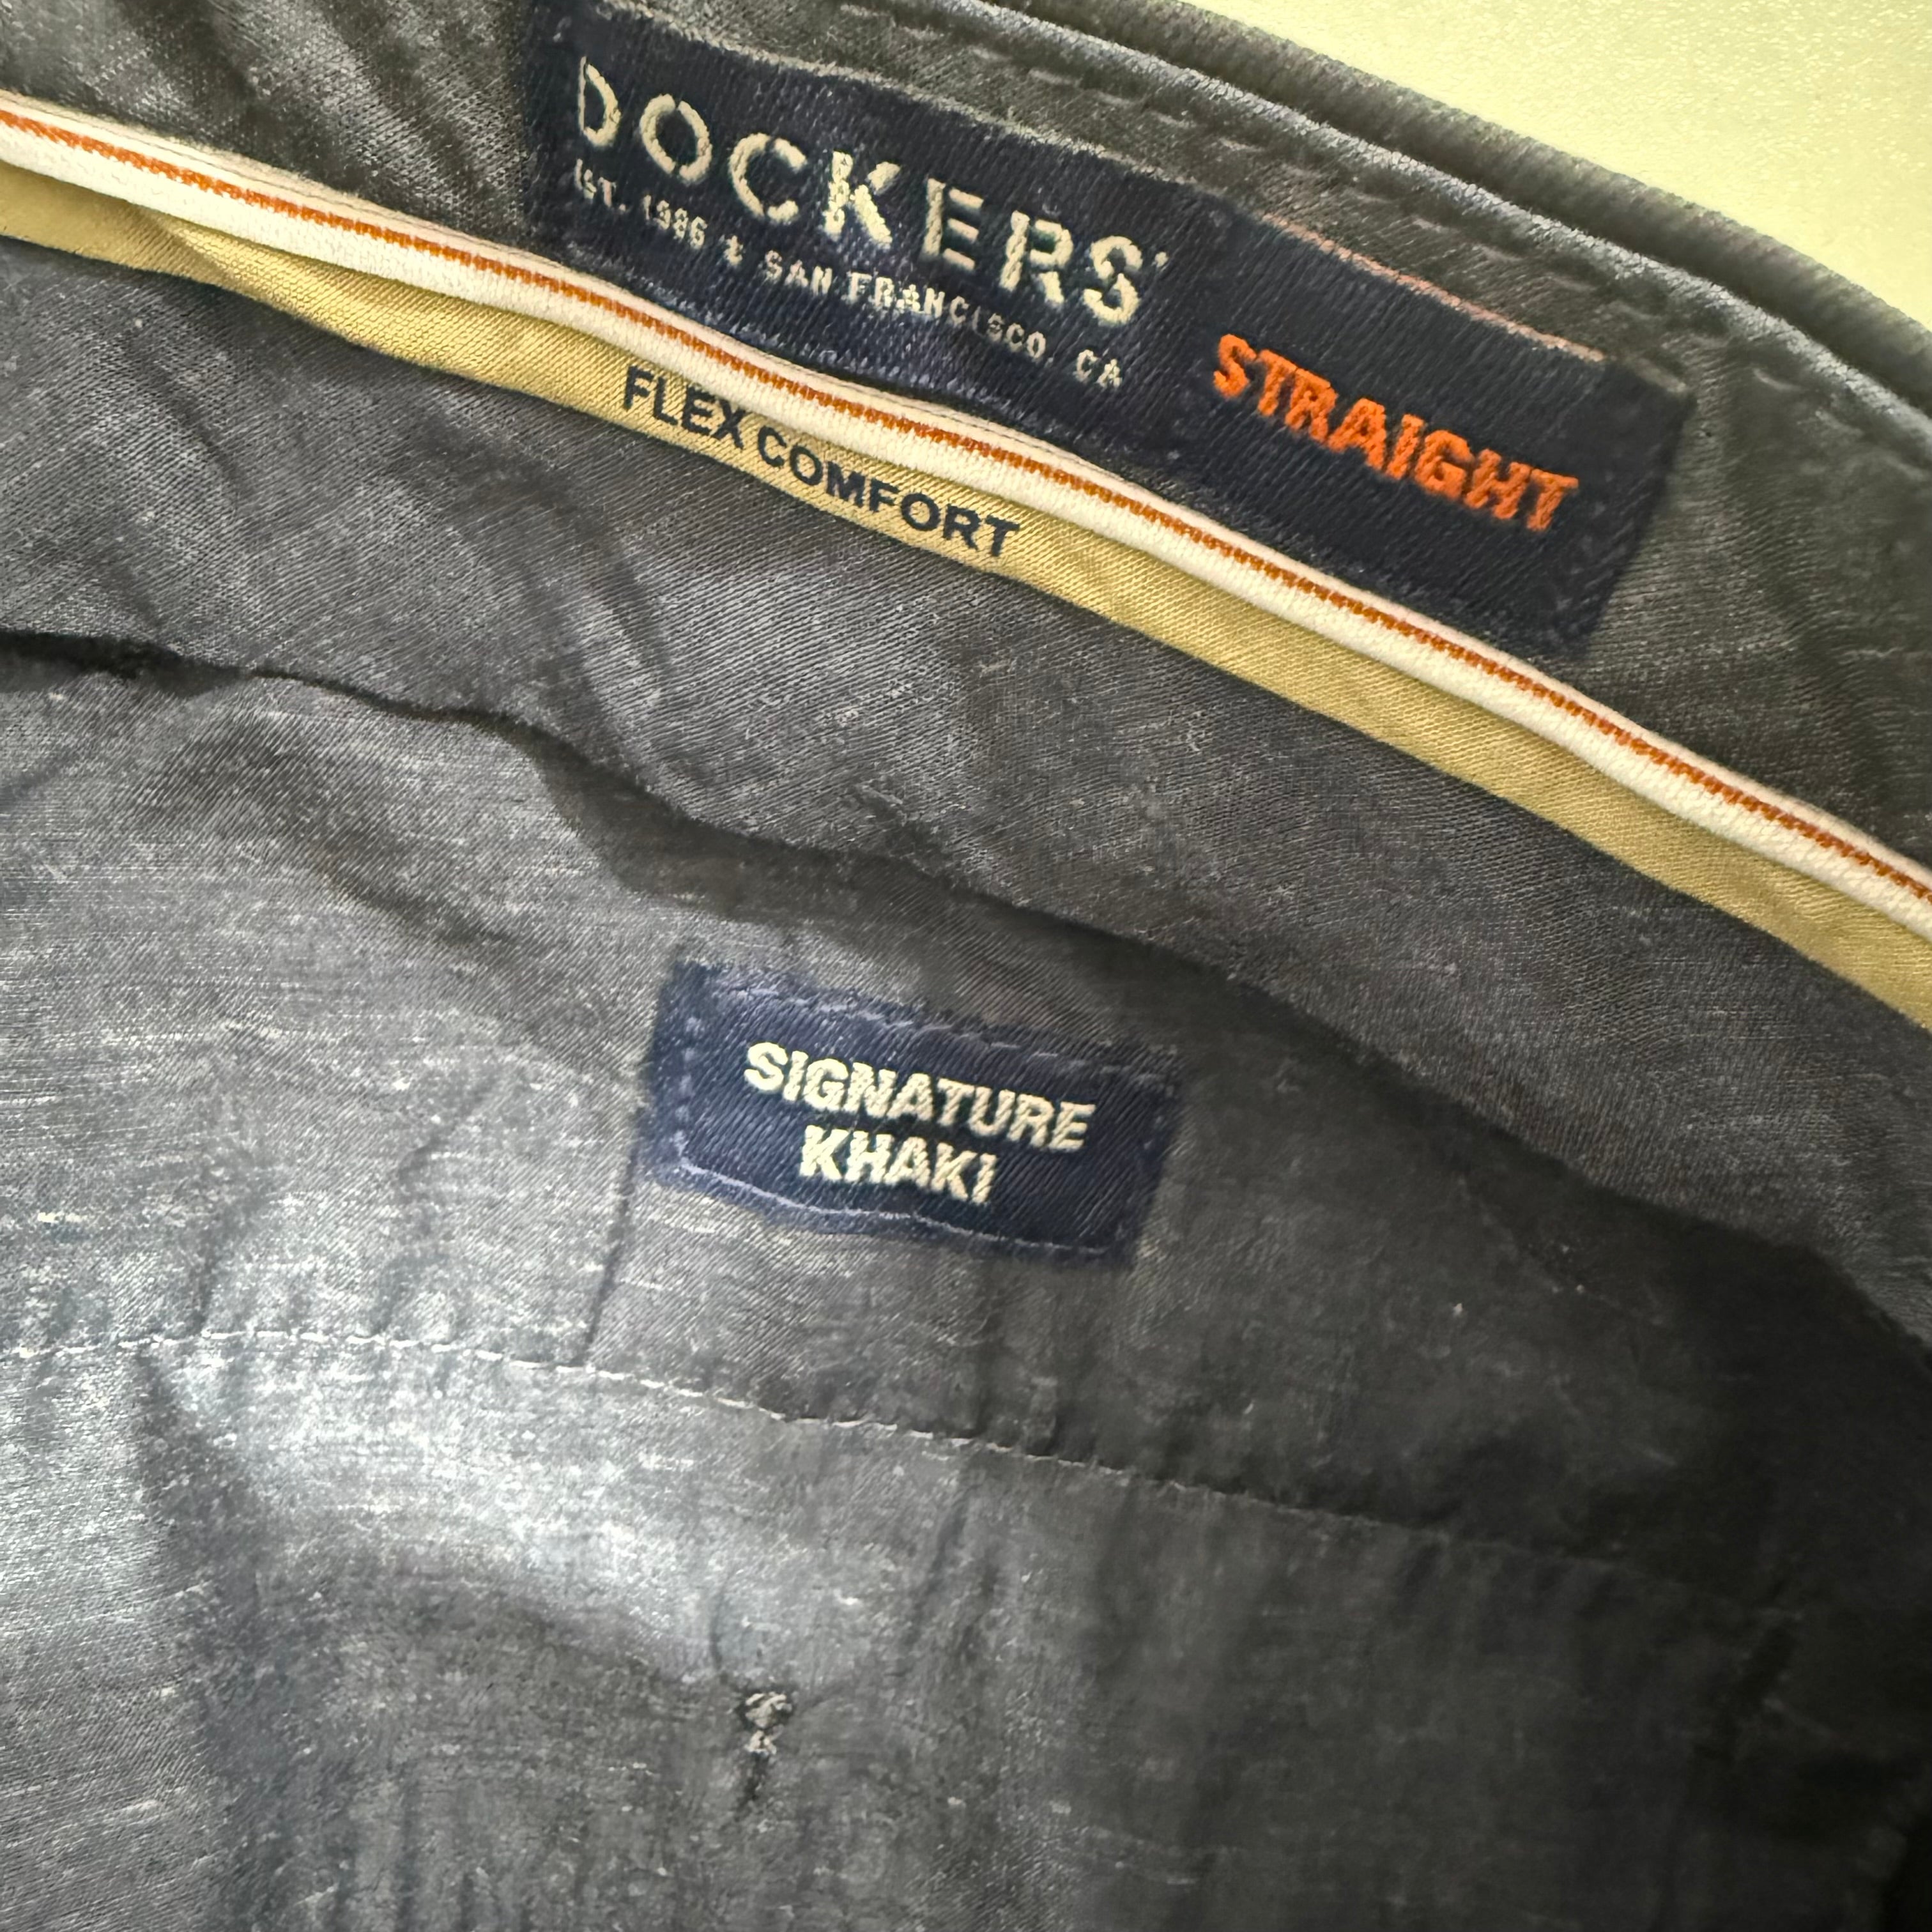 DOCKERS
EST. 1986 SAN FRANCISCO, CA
STRAIGHT
FLEX COMFORT
SIGNATURE
KHAKI